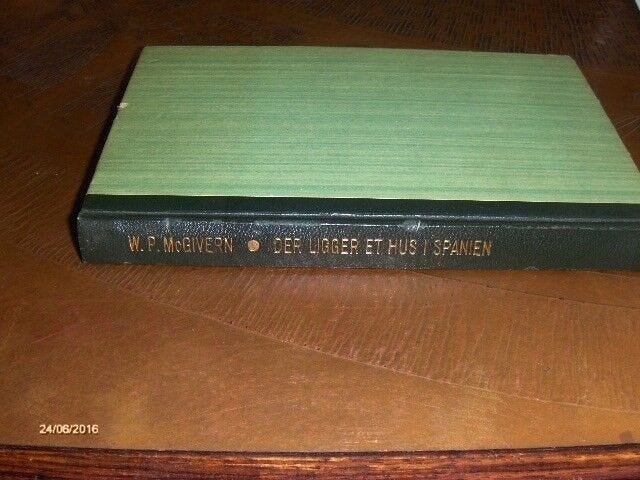 W. P. McGIVERN • DER LIGGER ET HUS I SPANIEN
24/06/2016